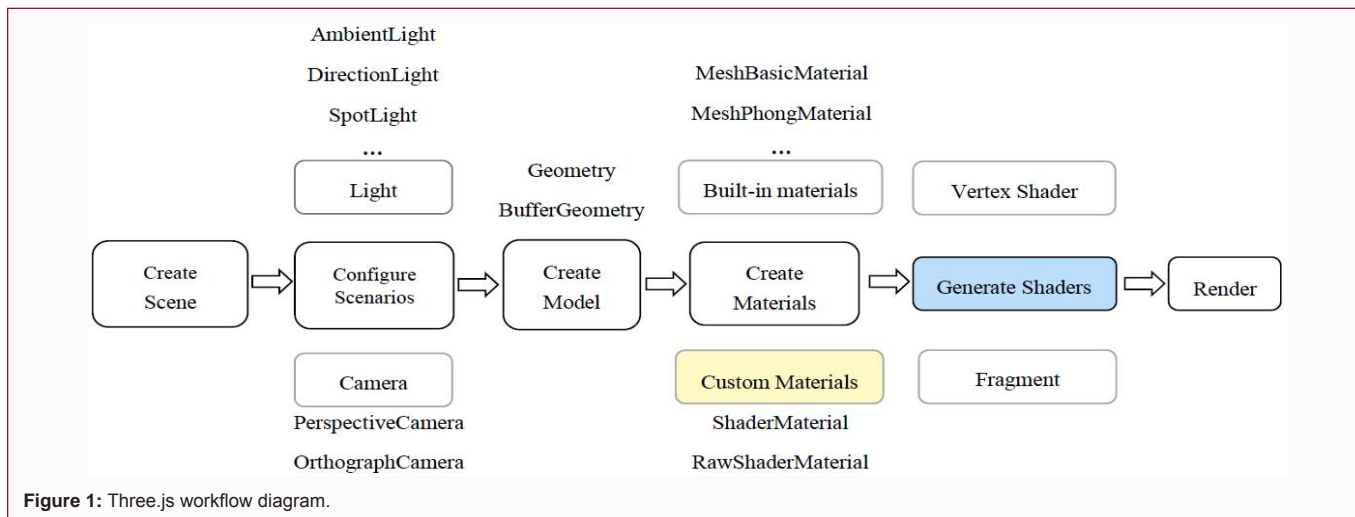 AmbientLight
DirectionLight
SpotLight
...
Light
Geometry
BufferGeometry
MeshBasicMaterial
MeshPhongMaterial
...
Built-in materials
Vertex Shader
Create
Scene
Configure
Scenarios
Create
Model
Create
Materials
Generate Shaders
Render
Camera
PerspectiveCamera
OrthographCamera
Custom Materials
ShaderMaterial
RawShaderMaterial
Fragment
Figure 1: Three.js workflow diagram.